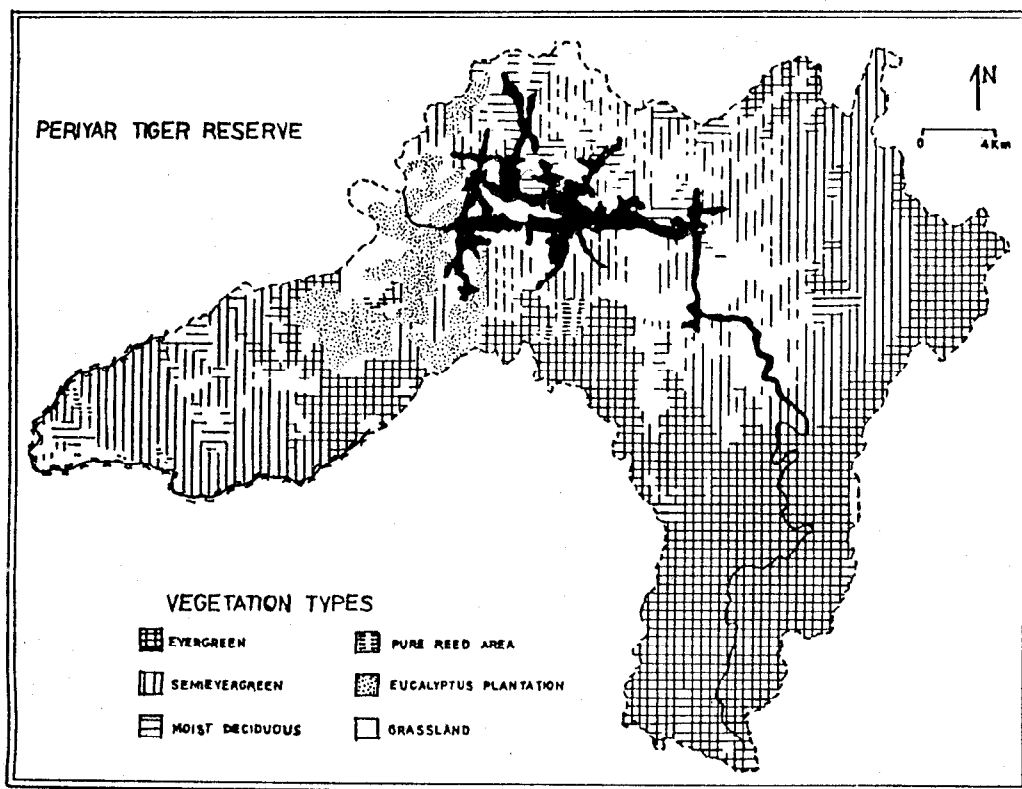 N
PERIYAR TIGER RESERVE
0 4Km
VEGETATION TYPES
EVERGREEN
PURE REED AREA
SEMIEVERGREEN
EUCALYPTUS PLANTATION
MOIST DECIDUOUS
GRASSLAND